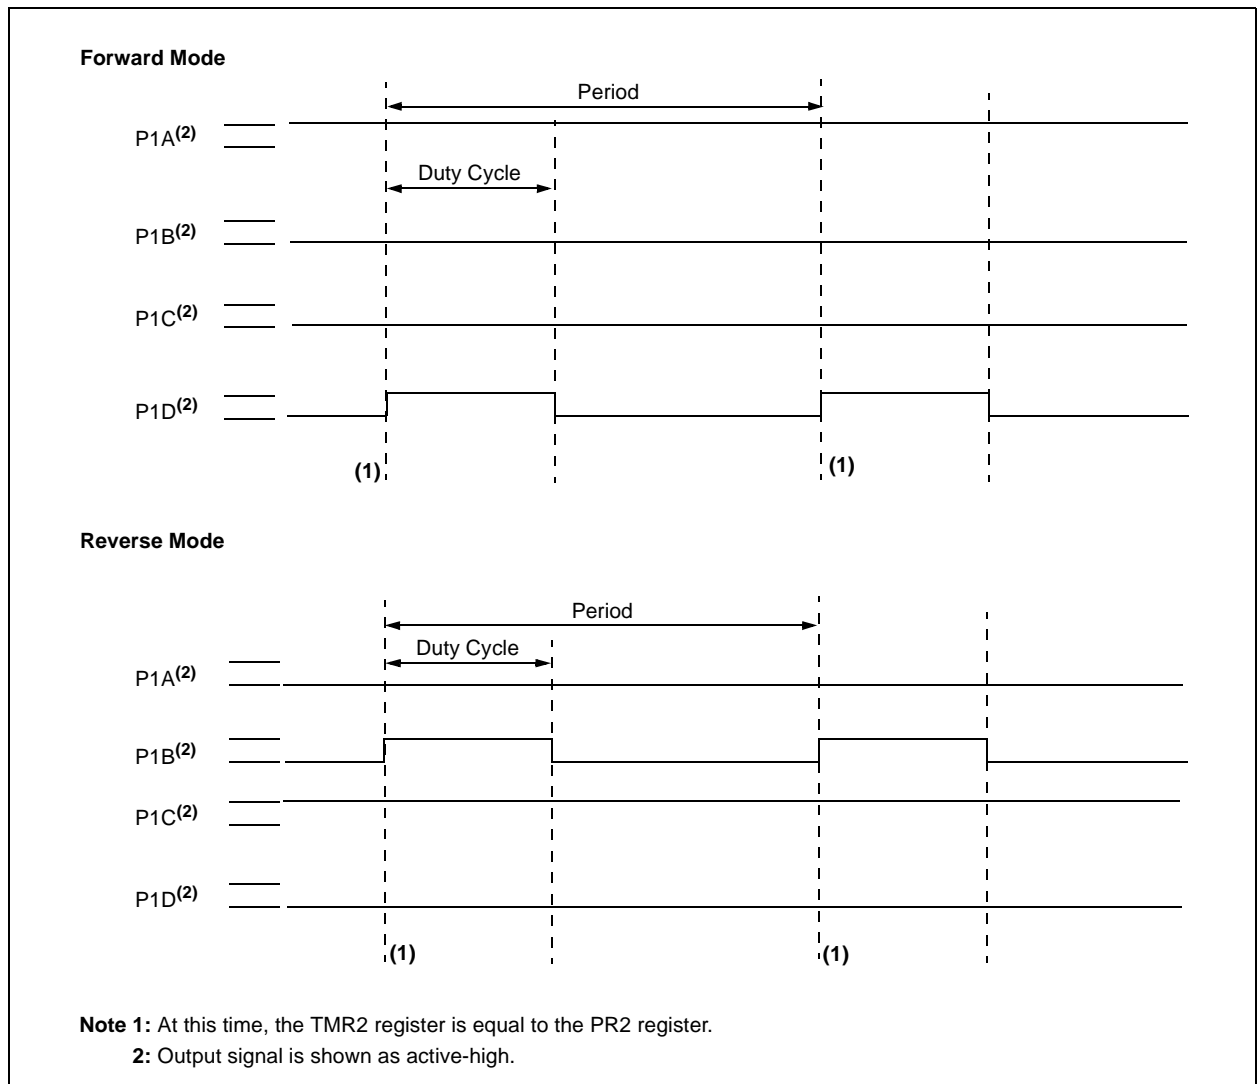 Forward Mode
Period
P1A(2)
Duty Cycle
P1B(2)
P1C(2)
P1D(2)
(1)
(1)
Reverse Mode
Period
Duty Cycle
P1A(2)
P1B(2)
P1C(2)
P1D(2)
(1)
(1)
Note 1: At this time, the TMR2 register is equal to the PR2 register.
2: Output signal is shown as active-high.